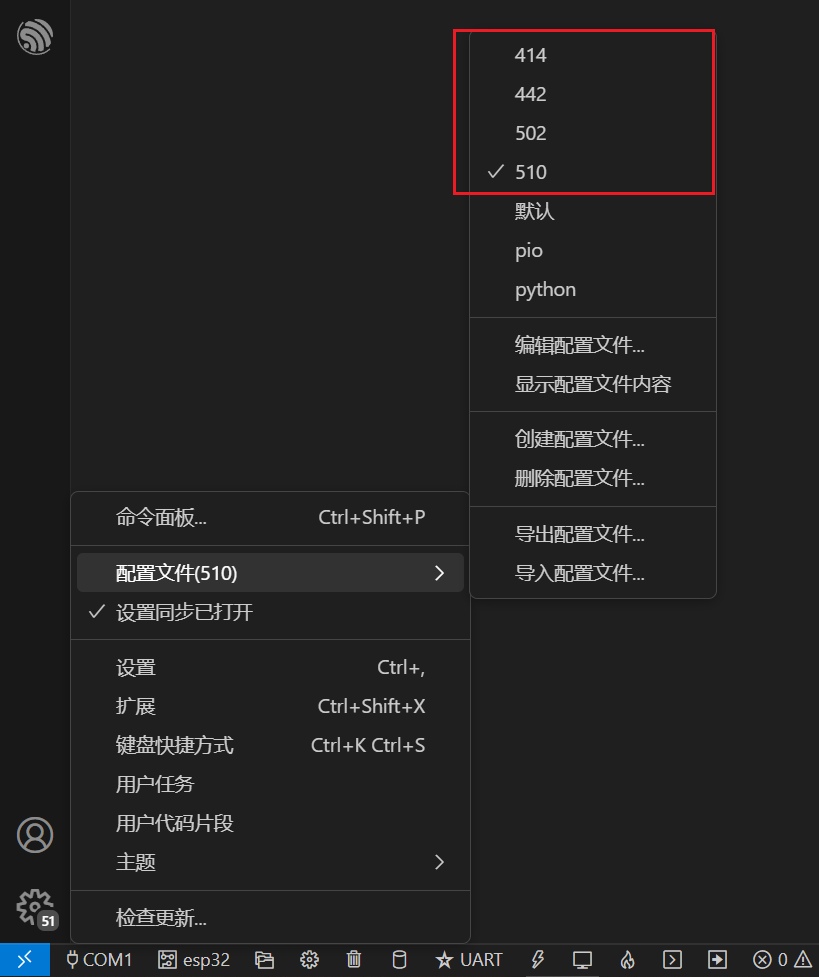 414
442
502
510
默认
pio
python
编辑配置文件...
显示配置文件内容
创建配置文件...
删除配置文件...
导出配置文件...
导入配置文件...
命令面板... Ctrl+Shift+P
配置文件(510)
设置同步已打开
设置 Ctrl+,
扩展 Ctrl+Shift+X
键盘快捷方式 Ctrl+K Ctrl+S
用户任务
用户代码片段
主题
检查更新...
51
COM1 esp32 UART 0